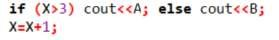 if (X>3) cout<<A; else cout<<B;
X=X+1;